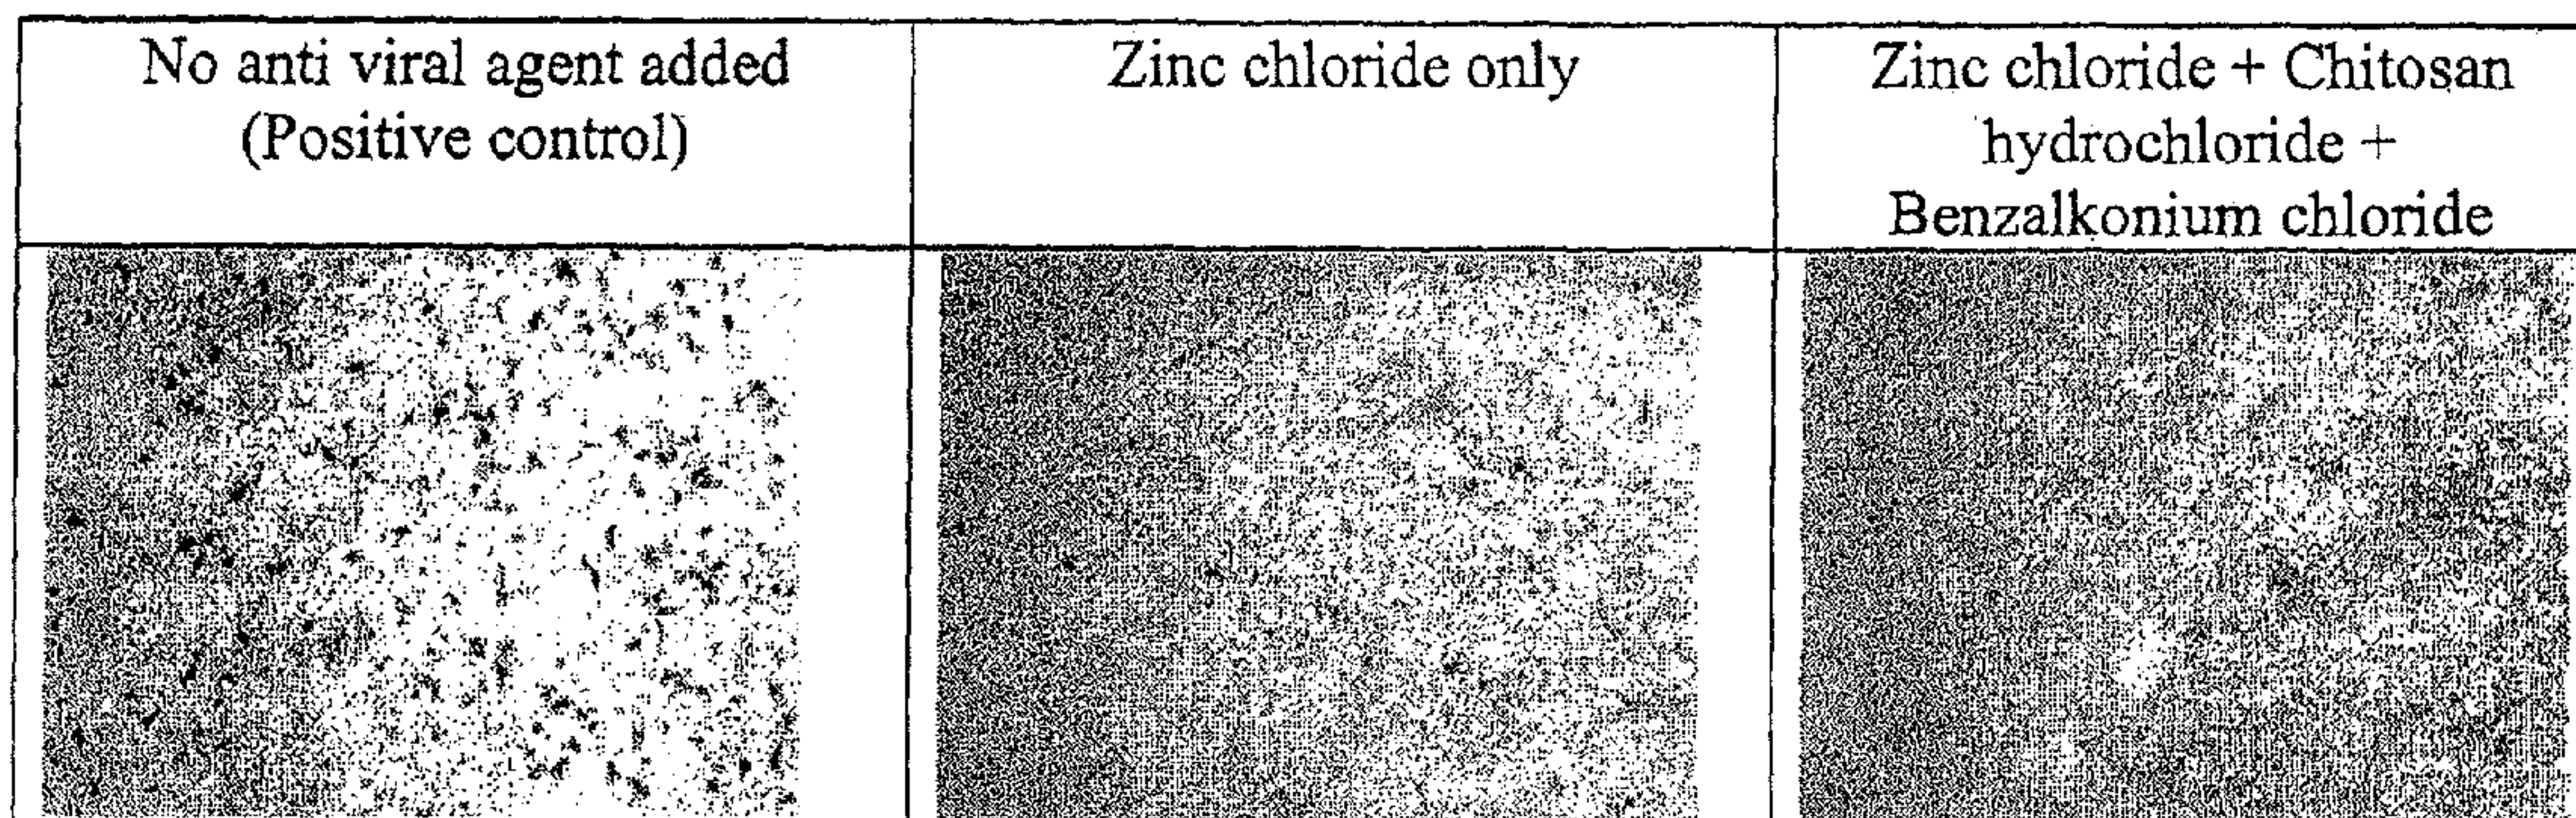 No anti viral agent added
(Positive control)
Zinc chloride only
Zinc chloride + Chitosan
hydrochloride +
Benzalkonium chloride